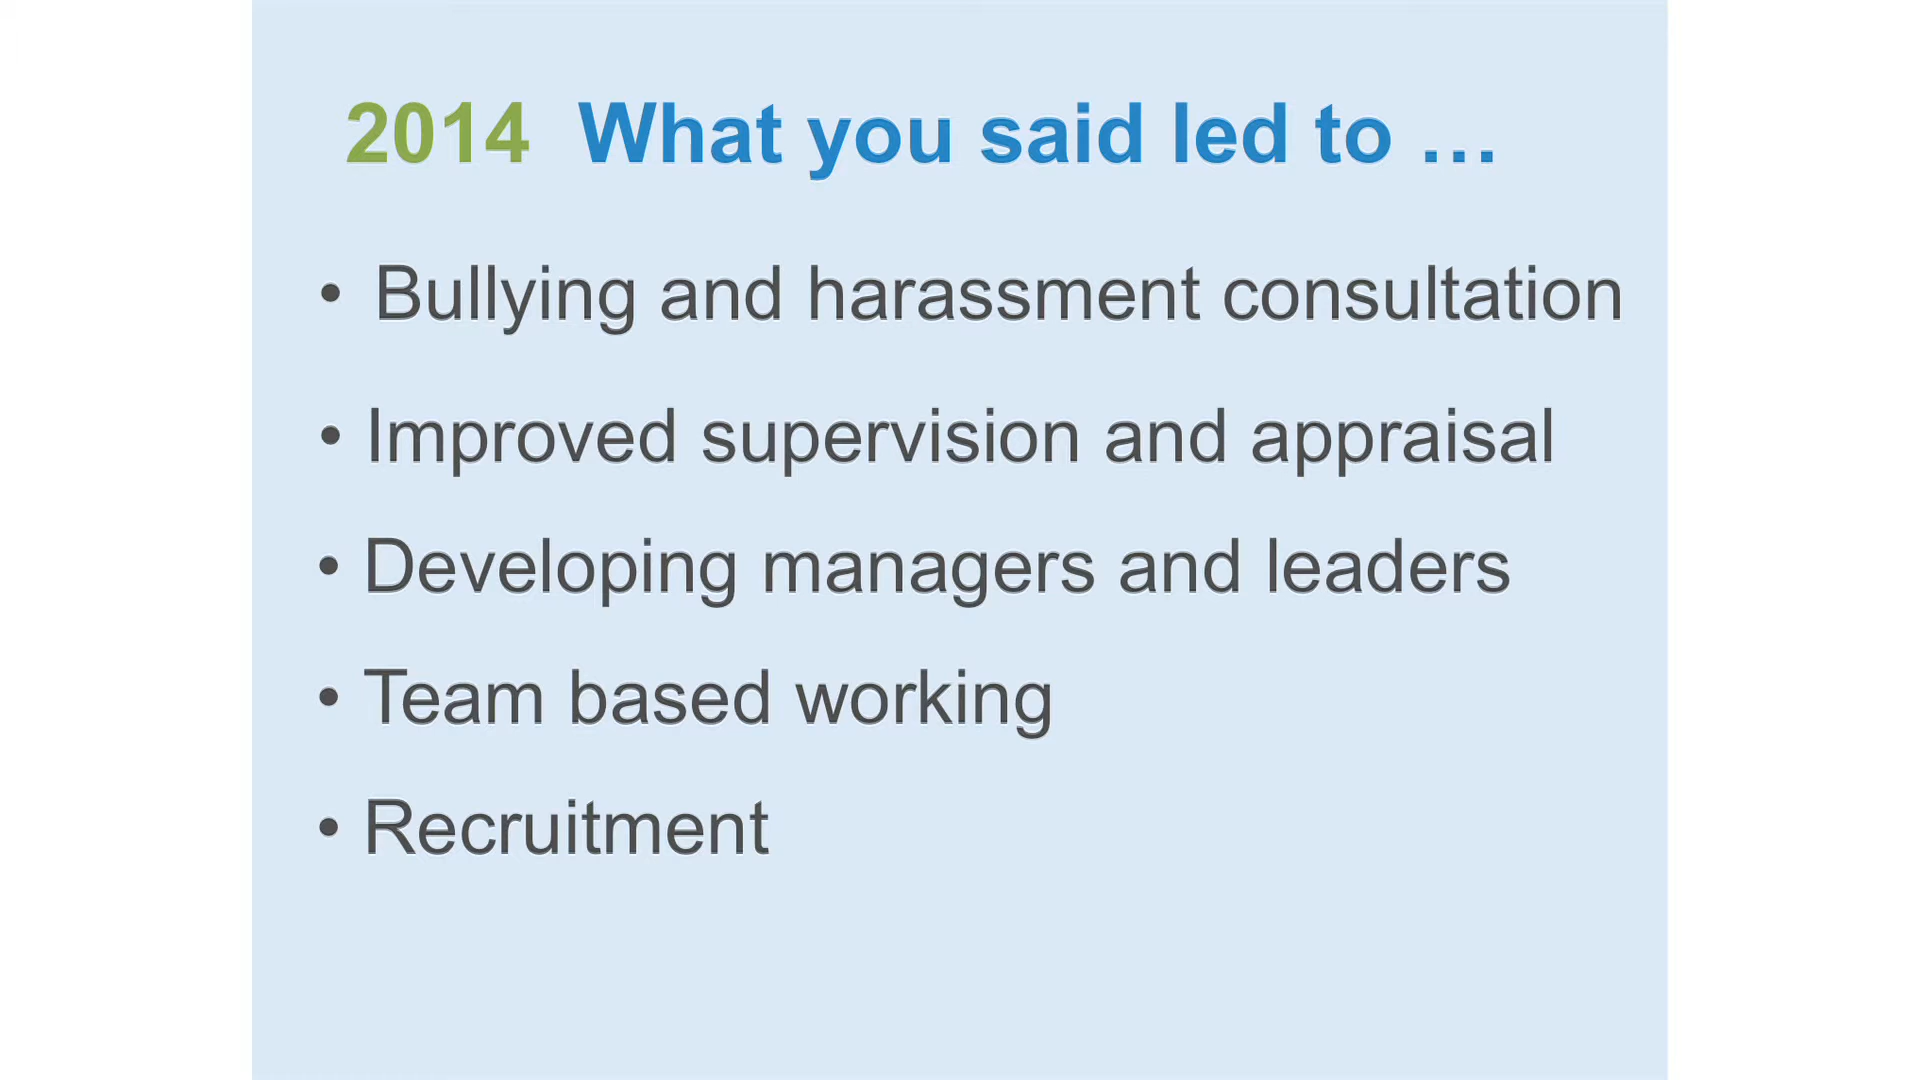 2014 What you said led to …
• Bullying and harassment consultation
• Improved supervision and appraisal
• Developing managers and leaders
• Team based working
• Recruitment